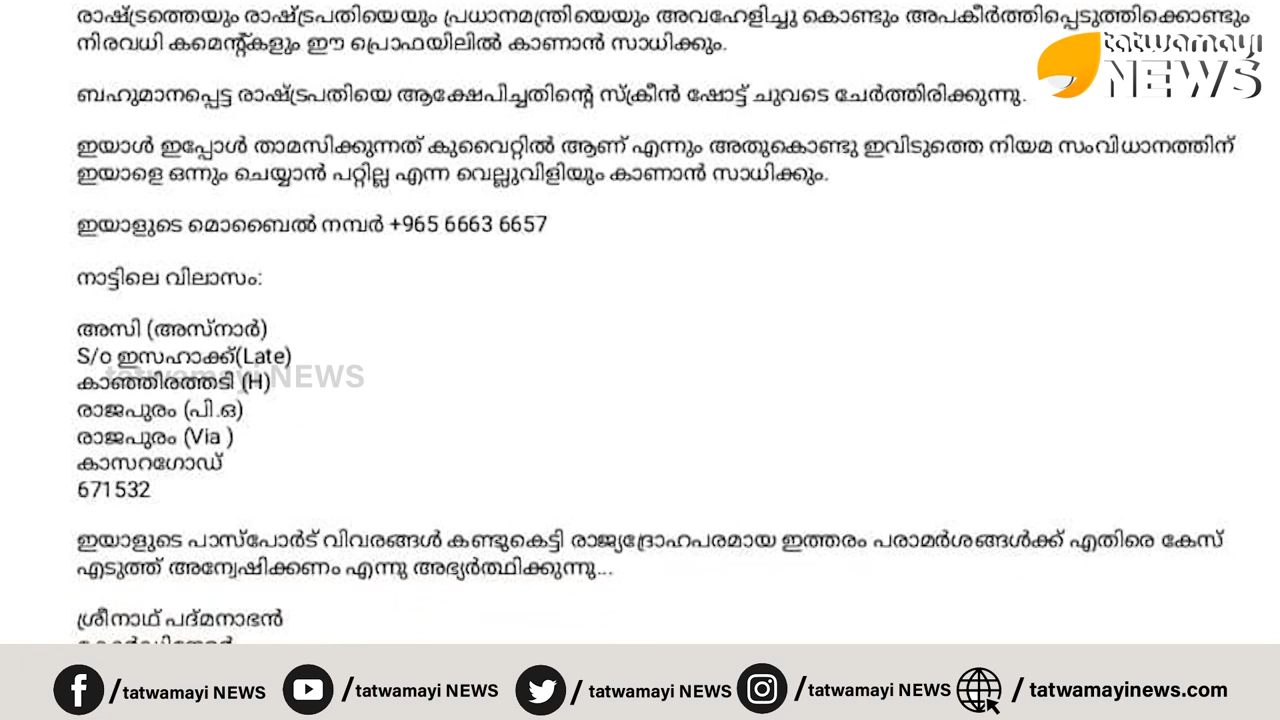 രാഷ്ട്രത്തെയും രാഷ്ട്രപതിയെയും പ്രധാനമന്ത്രിയെയും അവഹേളിച്ചു കൊണ്ടും അപകീർത്തിപ്പെടുത്തിക്കൊണ്ടും
നിരവധി കമെന്റ്കളും ഈ പ്രൊഫയിലിൽ കാണാൻ സാധിക്കും.
tatwamayi
NEWS
ബഹുമാനപ്പെട്ട രാഷ്ട്രപതിയെ ആക്ഷേപിച്ചതിന്റെ സ്ക്രീൻ ഷോട്ട് ചുവടെ ചേർത്തിരിക്കുന്നു.
ഇയാൾ ഇപ്പോൾ താമസിക്കുന്നത് കുവൈറ്റിൽ ആണ് എന്നും അതുകൊണ്ടു ഇവിടുത്തെ നിയമ സംവിധാനത്തിന്
ഇയാളെ ഒന്നും ചെയ്യാൻ പറ്റില്ല എന്ന വെല്ലുവിളിയും കാണാൻ സാധിക്കും.
ഇയാളുടെ മൊബൈൽ നമ്പർ +965 6663 6657
നാട്ടിലെ വിലാസം:
അസി (അസ്നാർ)
S/o ഇസഹാക്ക്(Late)
tatwamayi NEWS
കാഞ്ഞിരത്തടി (H)
രാജപുരം (പി.ഒ)
രാജപുരം (Via )
കാസറഗോഡ്
671532
ഇയാളുടെ പാസ്പോർട് വിവരങ്ങൾ കണ്ടുകെട്ടി രാജ്യദ്രോഹപരമായ ഇത്തരം പരാമർശങ്ങൾക്ക് എതിരെ കേസ്
എടുത്ത് അന്വേഷിക്കണം എന്നു അഭ്യർത്ഥിക്കുന്നു...
ശ്രീനാഥ് പദ്മനാഭൻ
/tatwamayi NEWS
/tatwamayi NEWS
/ tatwamayi NEWS
/tatwamayi NEWS
/ tatwamayinews.com